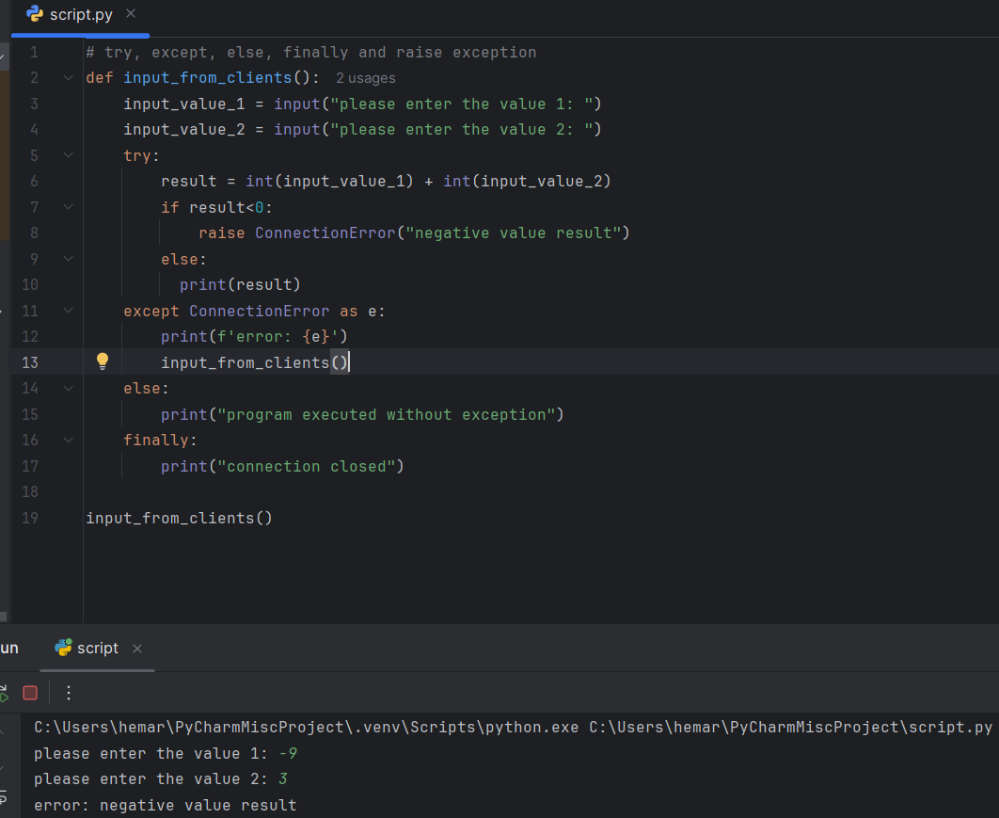 script.py
1 # try, except, else, finally and raise exception
2 def input_from_clients(): 2 usages
3     input_value_1 = input("please enter the value 1: ")
4     input_value_2 = input("please enter the value 2: ")
5     try:
6         result = int(input_value_1) + int(input_value_2)
7         if result<0:
8             raise ConnectionError("negative value result")
9         else:
10           print(result)
11     except ConnectionError as e:
12         print(f'error: {e}')
13         input_from_clients()
14     else:
15         print("program executed without exception")
16     finally:
17         print("connection closed")
18
19 input_from_clients()
un script
C:\Users\hemar\PyCharmMiscProject\.venv\Scripts\python.exe C:\Users\hemar\PyCharmMiscProject\script.py
please enter the value 1: -9
please enter the value 2: 3
error: negative value result